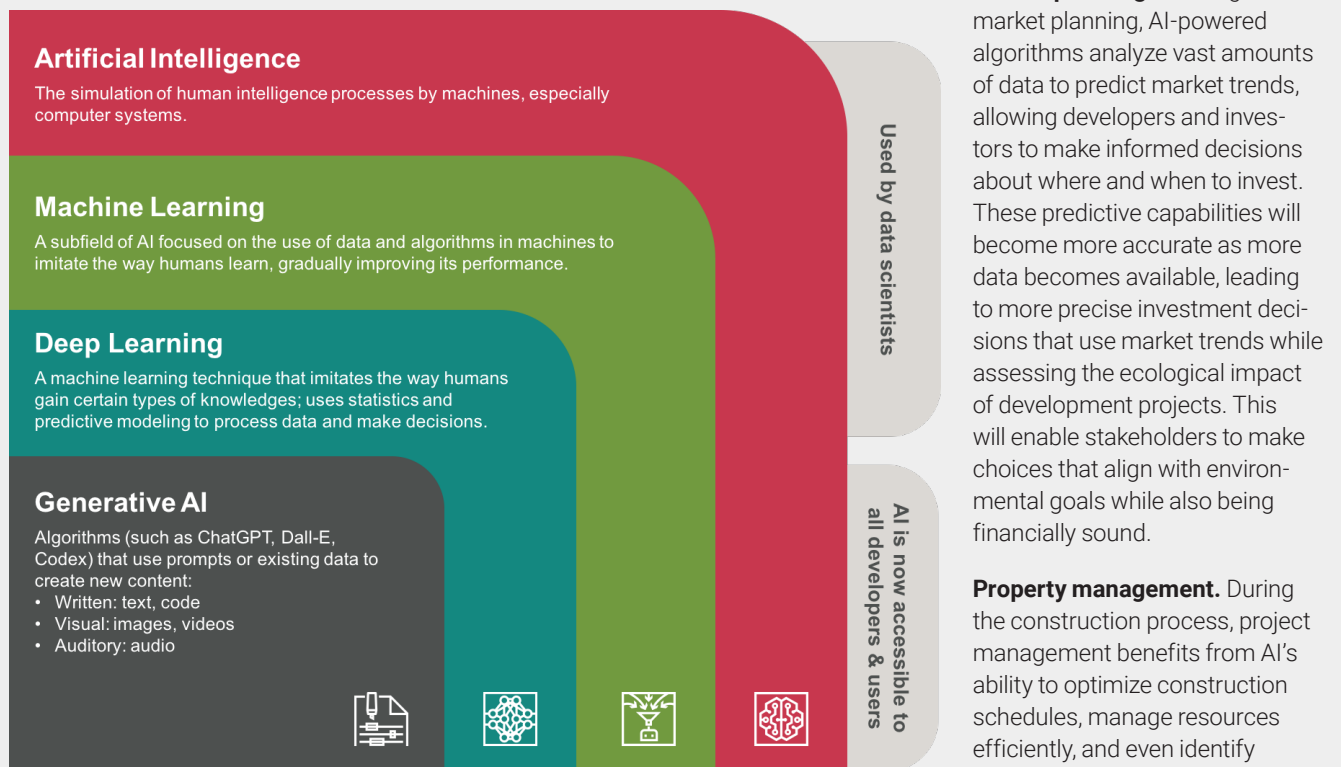 Artificial Intelligence
The simulation of human intelligence processes by machines, especially
computer systems.
Machine Learning
A subfield of AI focused on the use of data and algorithms in machines to
imitate the way humans learn, gradually improving its performance.
Deep Learning
A machine learning technique that imitates the way humans
gain certain types of knowledges; uses statistics and
predictive modeling to process data and make decisions.
Generative AI
Algorithms (such as ChatGPT, Dall-E,
Codex) that use prompts or existing data to
create new content:
• Written: text, code
• Visual: images, videos
• Auditory: audio
Used by data scientists
AI is now accessible to
all developers & users
market planning, AI-powered
algorithms analyze vast amounts
of data to predict market trends,
allowing developers and inves-
tors to make informed decisions
about where and when to invest.
These predictive capabilities will
become more accurate as more
data becomes available, leading
to more precise investment deci-
sions that use market trends while
assessing the ecological impact
of development projects. This
will enable stakeholders to make
choices that align with environ-
mental goals while also being
financially sound.
Property management. During
the construction process, project
management benefits from AI’s
ability to optimize construction
schedules, manage resources
efficiently, and even identify